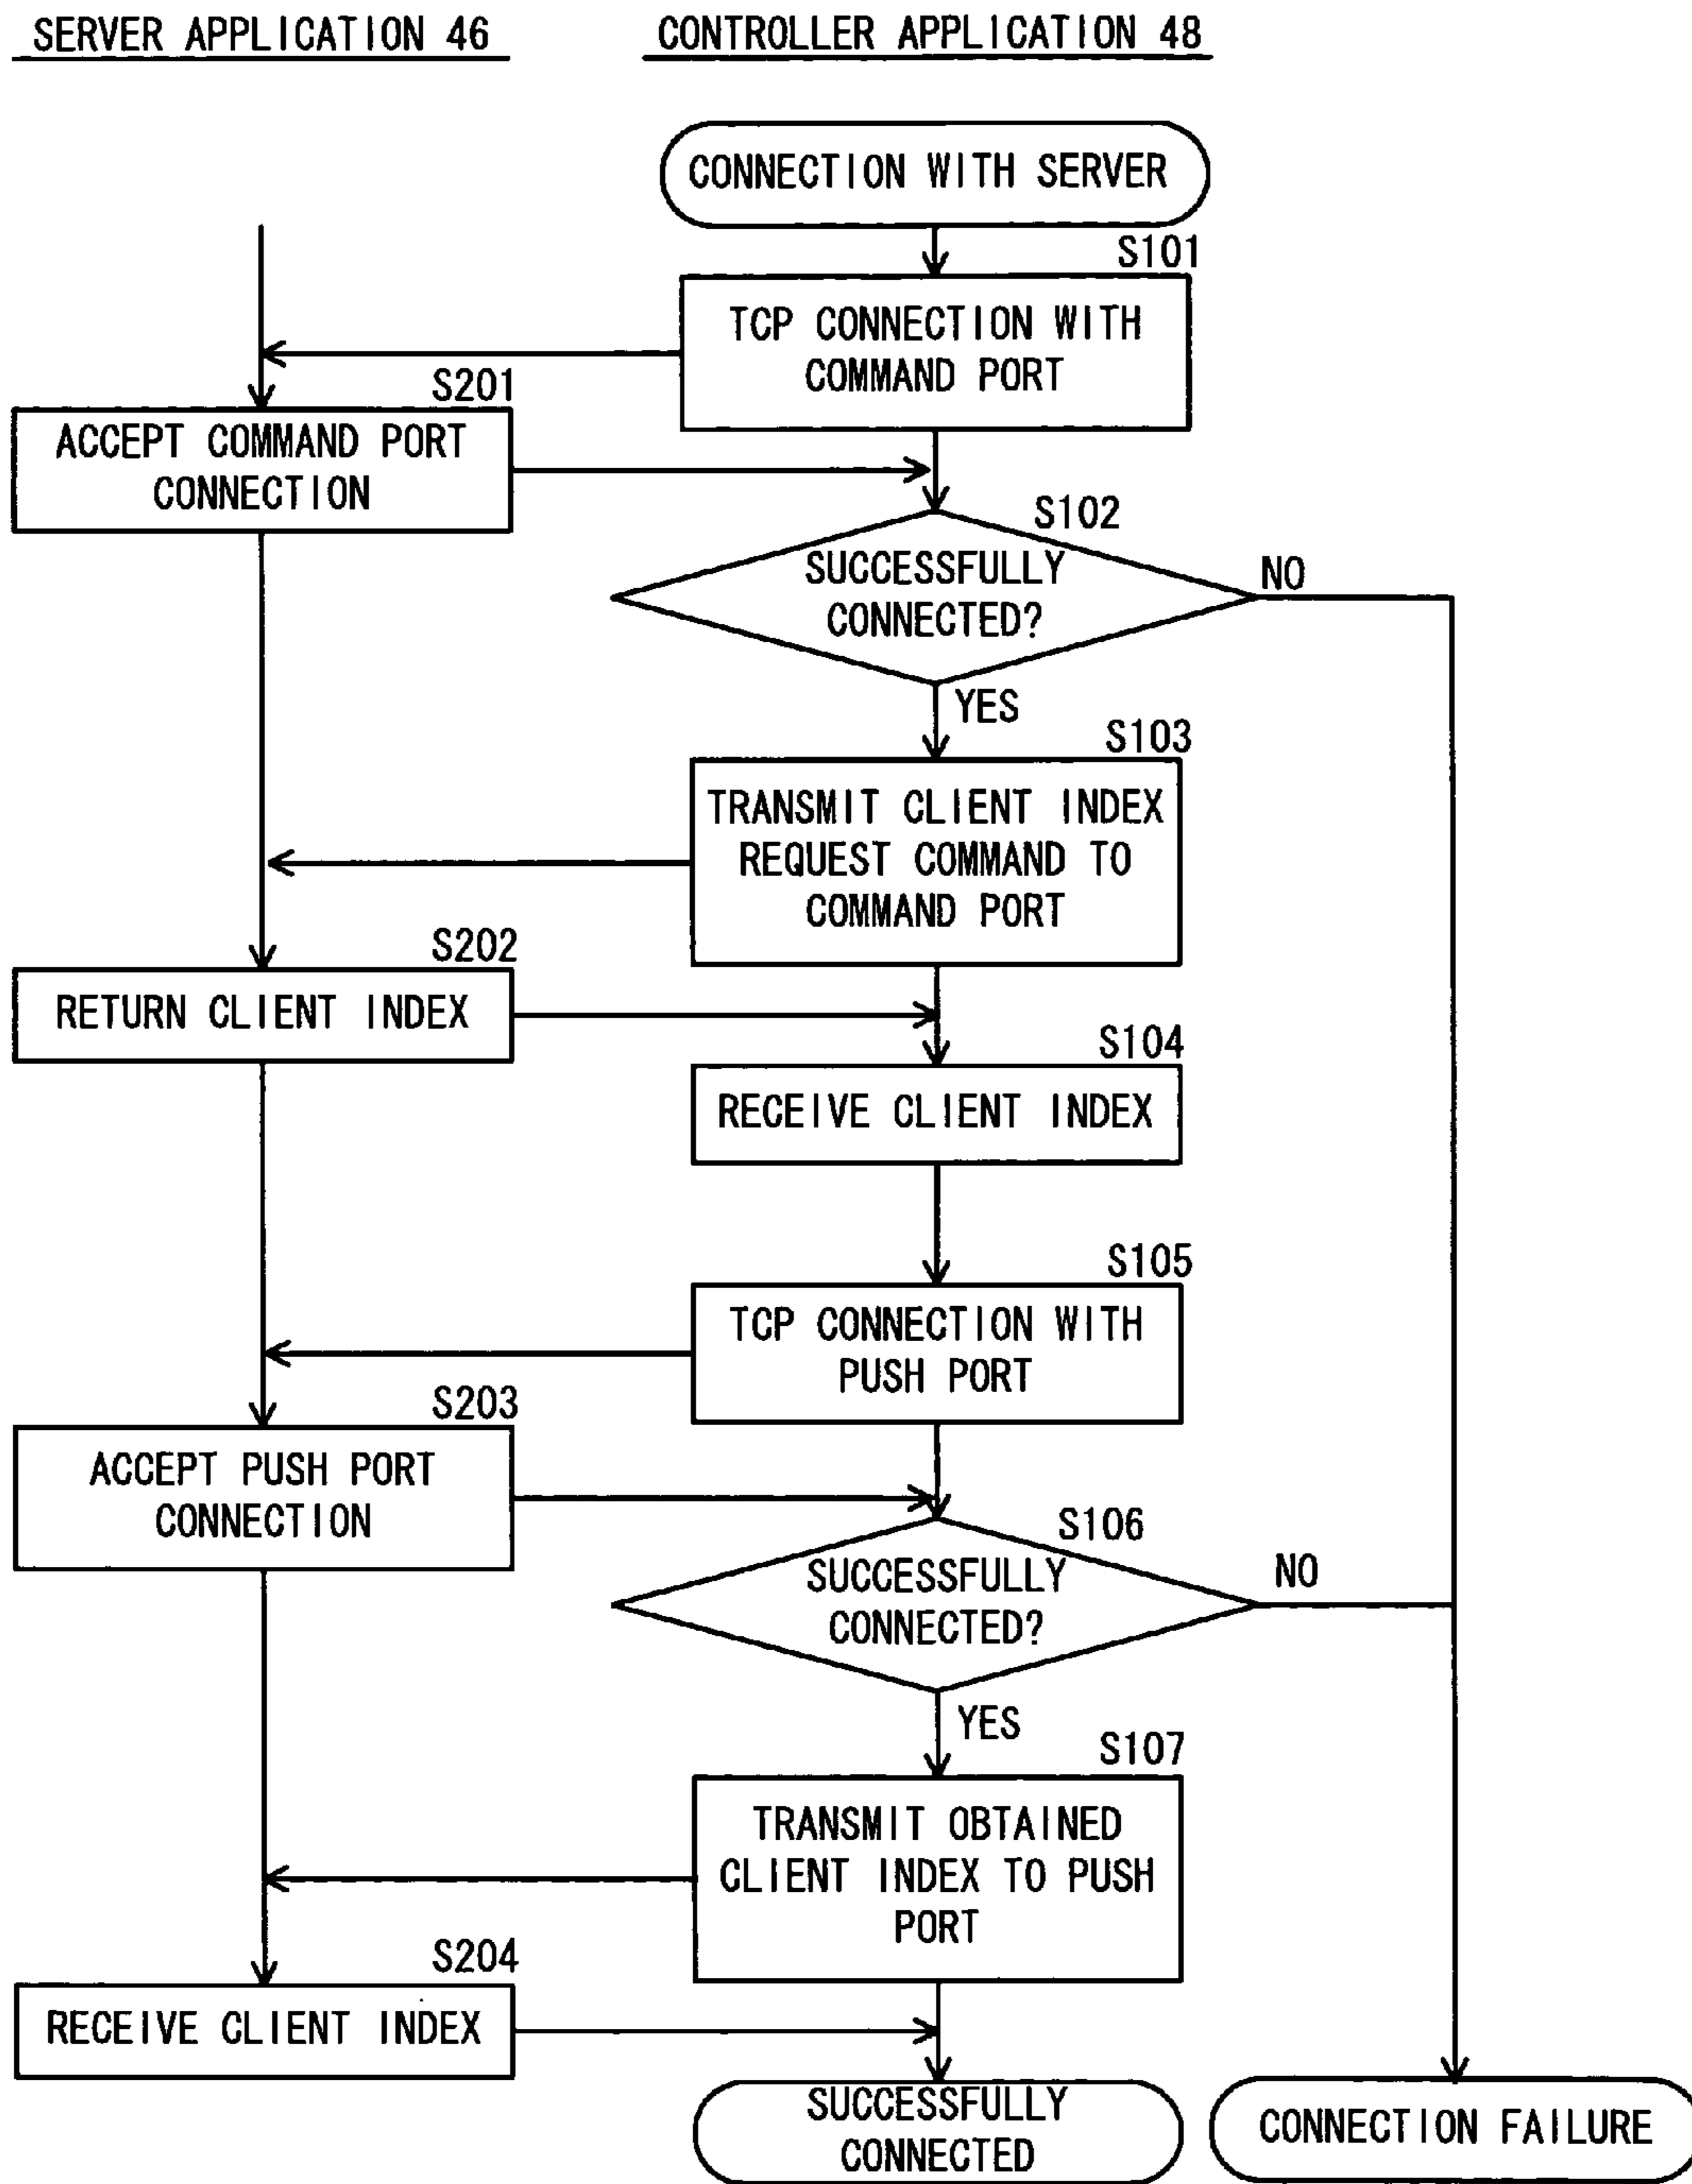 SERVER APPLICATION 46
CONTROLLER APPLICATION 48
CONNECTION WITH SERVER
S101
TCP CONNECTION WITH
COMMAND PORT
S201
ACCEPT COMMAND PORT
CONNECTION
S102
SUCCESSFULLY
CONNECTED?
NO
YES
S103
TRANSMIT CLIENT INDEX
REQUEST COMMAND TO
COMMAND PORT
S202
RETURN CLIENT INDEX
S104
RECEIVE CLIENT INDEX
S105
TCP CONNECTION WITH
PUSH PORT
S203
ACCEPT PUSH PORT
CONNECTION
S106
SUCCESSFULLY
CONNECTED?
NO
YES
S107
TRANSMIT OBTAINED
CLIENT INDEX TO PUSH
PORT
S204
RECEIVE CLIENT INDEX
SUCCESSFULLY
CONNECTED
CONNECTION FAILURE